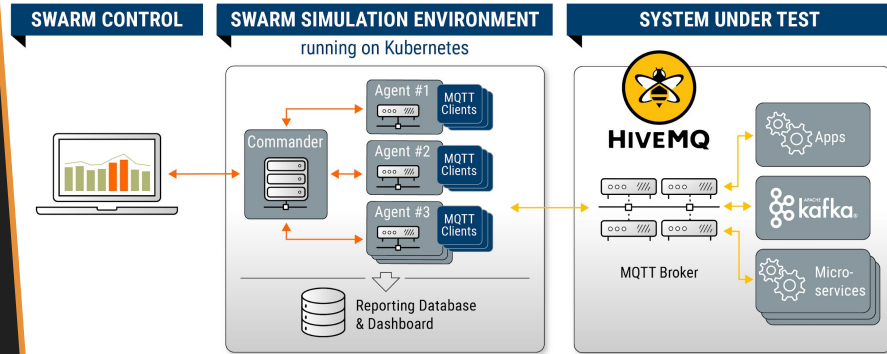 SWARM CONTROL
SWARM SIMULATION ENVIRONMENT
running on Kubernetes
SYSTEM UNDER TEST
Commander
Agent #1
MQTT
Clients
Agent #2
MQTT
Clients
Agent #3
MQTT
Clients
Reporting Database
& Dashboard
HIVEMQ
MQTT Broker
Apps
APACHE
kafka®
Micro-
services